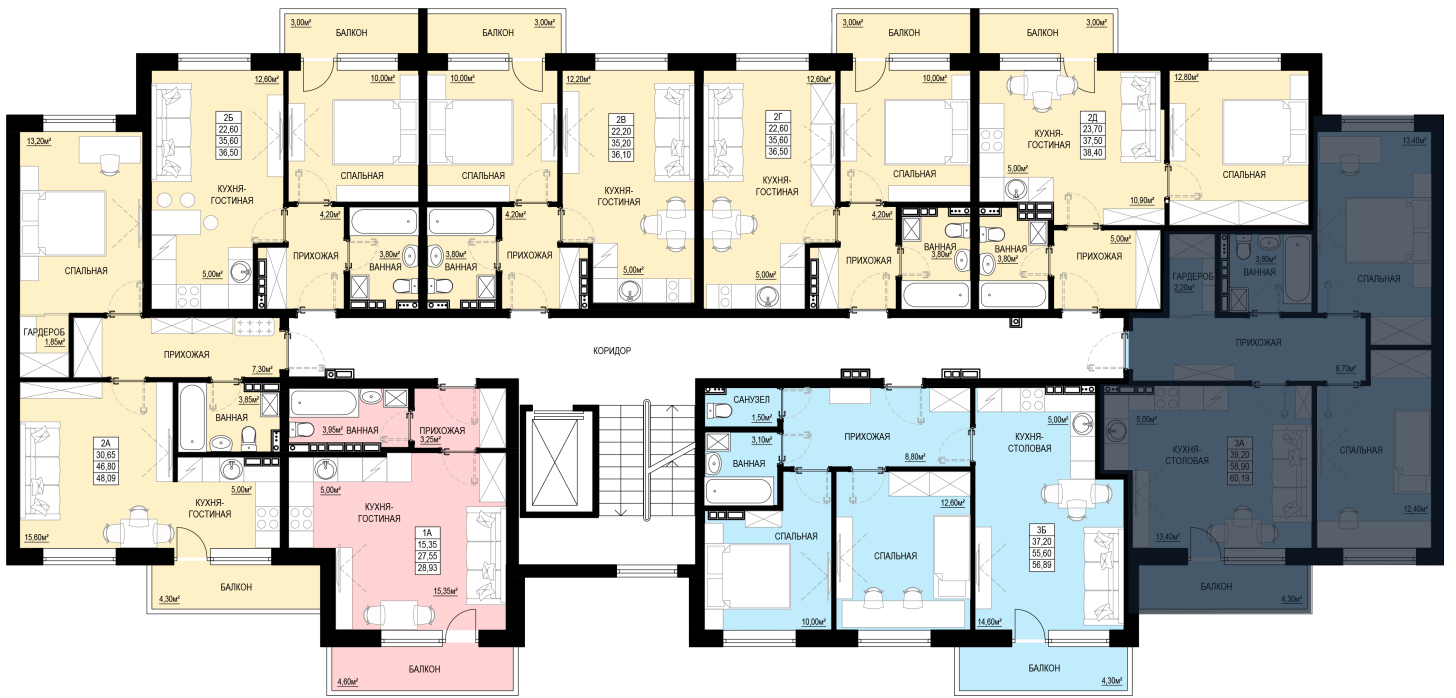 3,00м²
БАЛКОН
БАЛКОН
3,00м²
3,00м²
БАЛКОН
БАЛКОН
3,00м²
12,60м²
2Б
22,60
35,60
36,50
КУХНЯ-
ГОСТИНАЯ
5,00м²
10,00м²
СПАЛЬНАЯ
4,20м²
ПРИХОЖАЯ
3,80м²
ВАННАЯ
10,00м²
СПАЛЬНАЯ
12,20м²
2В
22,20
35,20
36,10
КУХНЯ-
ГОСТИНАЯ
5,00м²
4,20м²
ПРИХОЖАЯ
3,80м²
ВАННАЯ
12,60м²
2Г
22,60
35,60
36,50
КУХНЯ-
ГОСТИНАЯ
5,00м²
10,00м²
СПАЛЬНАЯ
4,20м²
ПРИХОЖАЯ
ВАННАЯ
3,80м²
2Д
23,70
37,50
38,40
КУХНЯ-
ГОСТИНАЯ
5,00м²
10,90м²
12,80м²
СПАЛЬНАЯ
ВАННАЯ
3,80м²
5,00м²
ПРИХОЖАЯ
13,20м²
СПАЛЬНАЯ
ГАРДЕРОБ
1,85м²
ПРИХОЖАЯ
7,30м²
3,85м²
ВАННАЯ
2А
30,65
46,80
48,09
5,00м²
КУХНЯ-
ГОСТИНАЯ
15,60м²
БАЛКОН
4,30м²
КОРИДОР
3,95м²
ВАННАЯ
ПРИХОЖАЯ
3,25м²
5,00м²
КУХНЯ-
ГОСТИНАЯ
1А
15,35
27,55
28,93
15,35м²
БАЛКОН
4,60м²
САНУЗЕЛ
1,50м²
3,10м²
ВАННАЯ
ПРИХОЖАЯ
8,80м²
5,00м²
КУХНЯ-
СТОЛОВАЯ
СПАЛЬНАЯ
10,00м²
12,60м²
СПАЛЬНАЯ
3Б
37,20
55,60
56,89
14,60м²
БАЛКОН
4,30м²
13,40м²
СПАЛЬНАЯ
3,80м²
ВАННАЯ
ГАРДЕРОБ
2,20м²
ПРИХОЖАЯ
8,70м²
5,00м²
КУХНЯ-
СТОЛОВАЯ
3А
39,20
58,90
60,19
13,40м²
СПАЛЬНАЯ
12,40м²
БАЛКОН
4,30м²